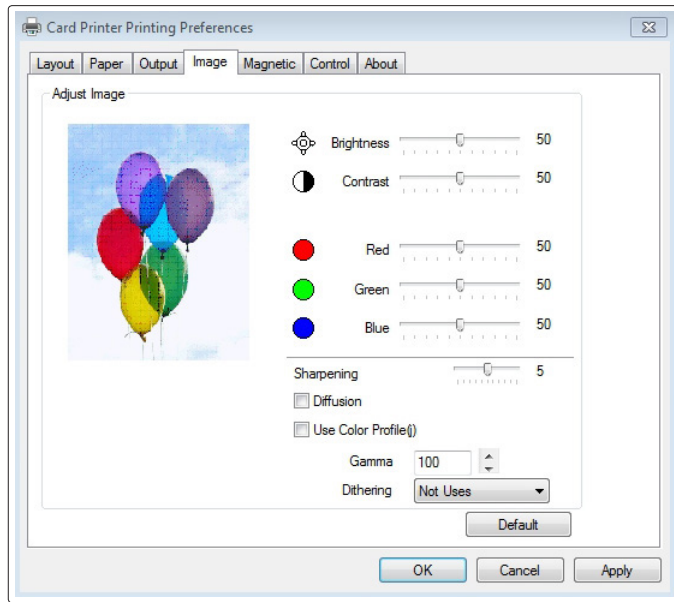 Card Printer Printing Preferences
Layout Paper Output Image Magnetic Control About
Adjust Image
Brightness 50
Contrast 50
Red 50
Green 50
Blue 50
Sharpening 5
Diffusion
Use Color Profile(j)
Gamma 100
Dithering Not Uses
Default
OK Cancel Apply